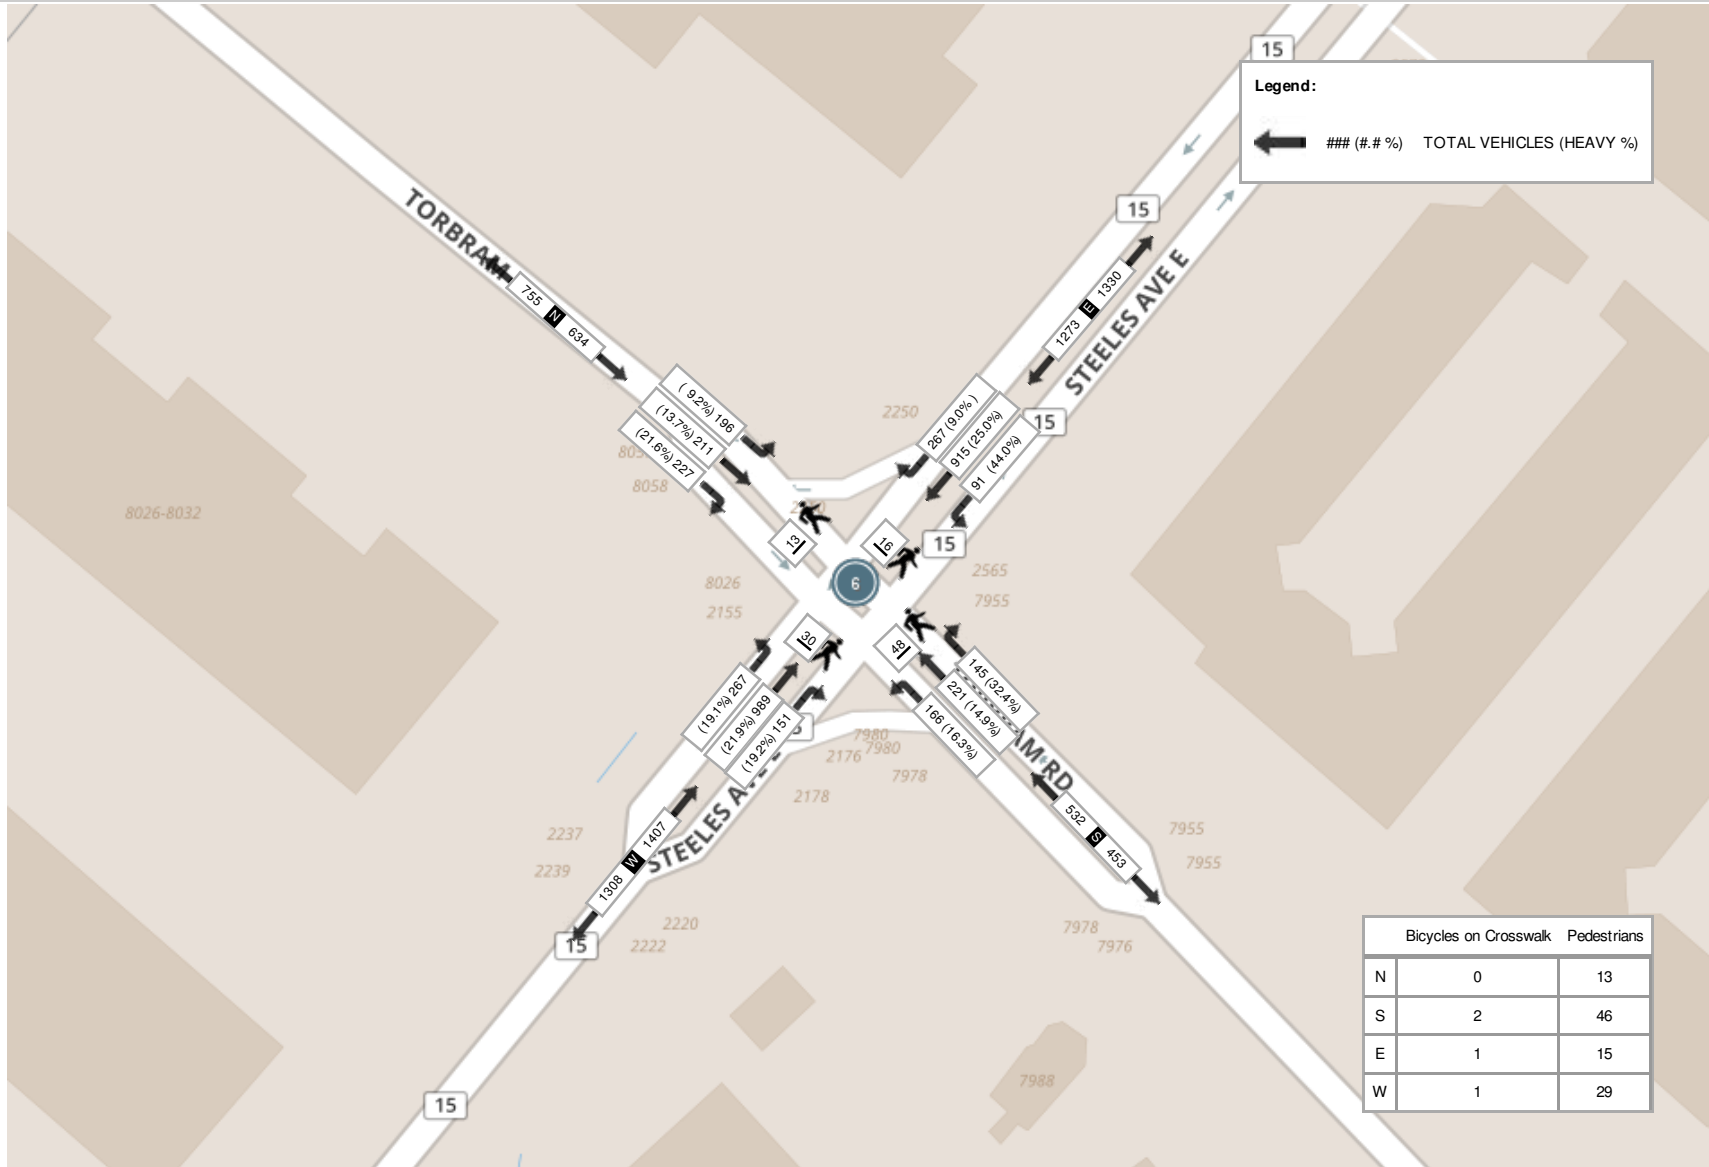 15
Legend:
### (#.# %) TOTAL VEHICLES (HEAVY %)
15
TORBRAM
STEELES AVE E
755 N 634
1273 E 1330
( 9.2%) 196
(13.7%) 211
(21.6%) 227
267 (9.0% )
915 (25.0%)
91 (44.0%)
2250
15
8058
8026-8032
13
16
15
6
8026
2155
2565
7955
30
48
(19.1%) 267
(21.9%) 989
(19.2%) 151
145 (32.4%)
221 (14.9%)
166 (16.3%)
7980
2176
7980
7978
2178
AM RD
STEELES A
532 S 453
1308 W 1407
2237
2239
7955
7955
2220
2222
15
7978
7976
7988
15
Bicycles on Crosswalk Pedestrians
N 0 13
S 2 46
E 1 15
W 1 29